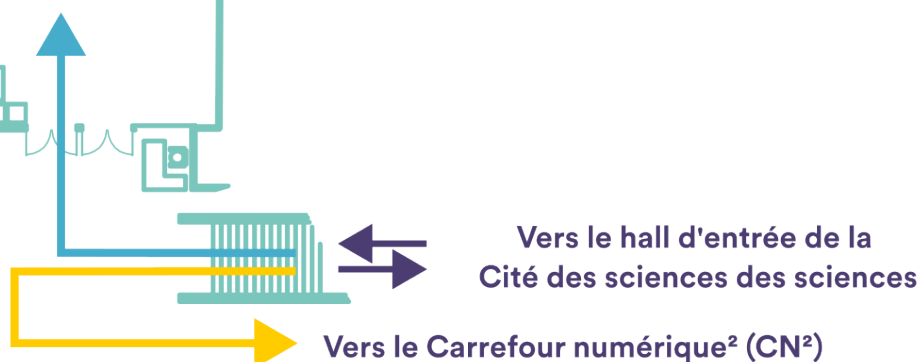 Vers le hall d'entrée de la
Cité des sciences des sciences
Vers le Carrefour numérique² (CN²)